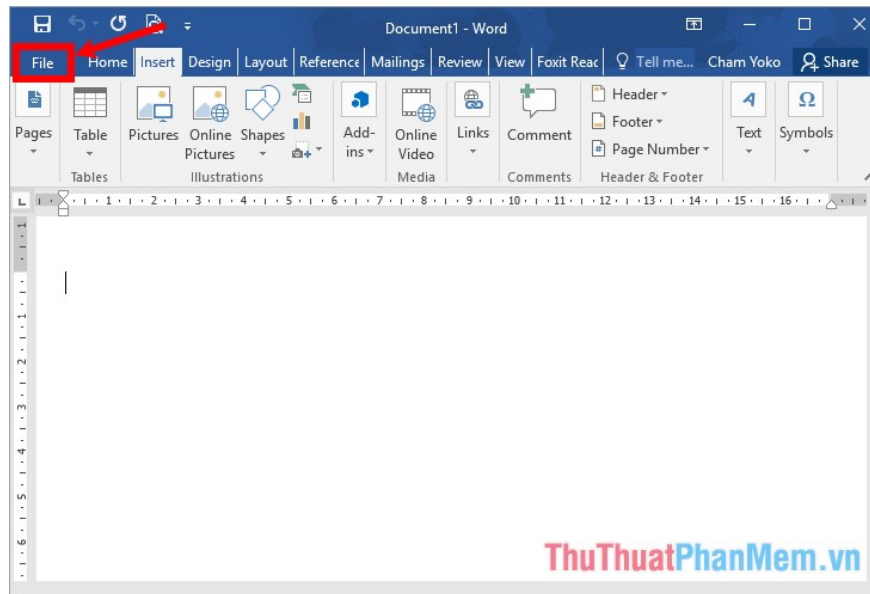 Document1 - Word
File Home Insert Design Layout Reference Mailings Review View Foxit Reac Tell me... Cham Yoko Share
Pages
Table
Pictures
Online Pictures
Shapes
Add-ins
Online Video
Links
Comment
Header
Footer
Page Number
Text
Symbols
Tables Illustrations Media Comments Header & Footer
L 1 1 2 3 4 5 6 7 8 9 10 11 12 13 14 15 16
1
1
2
3
4
5
6
ThuThuatPhanMem.vn